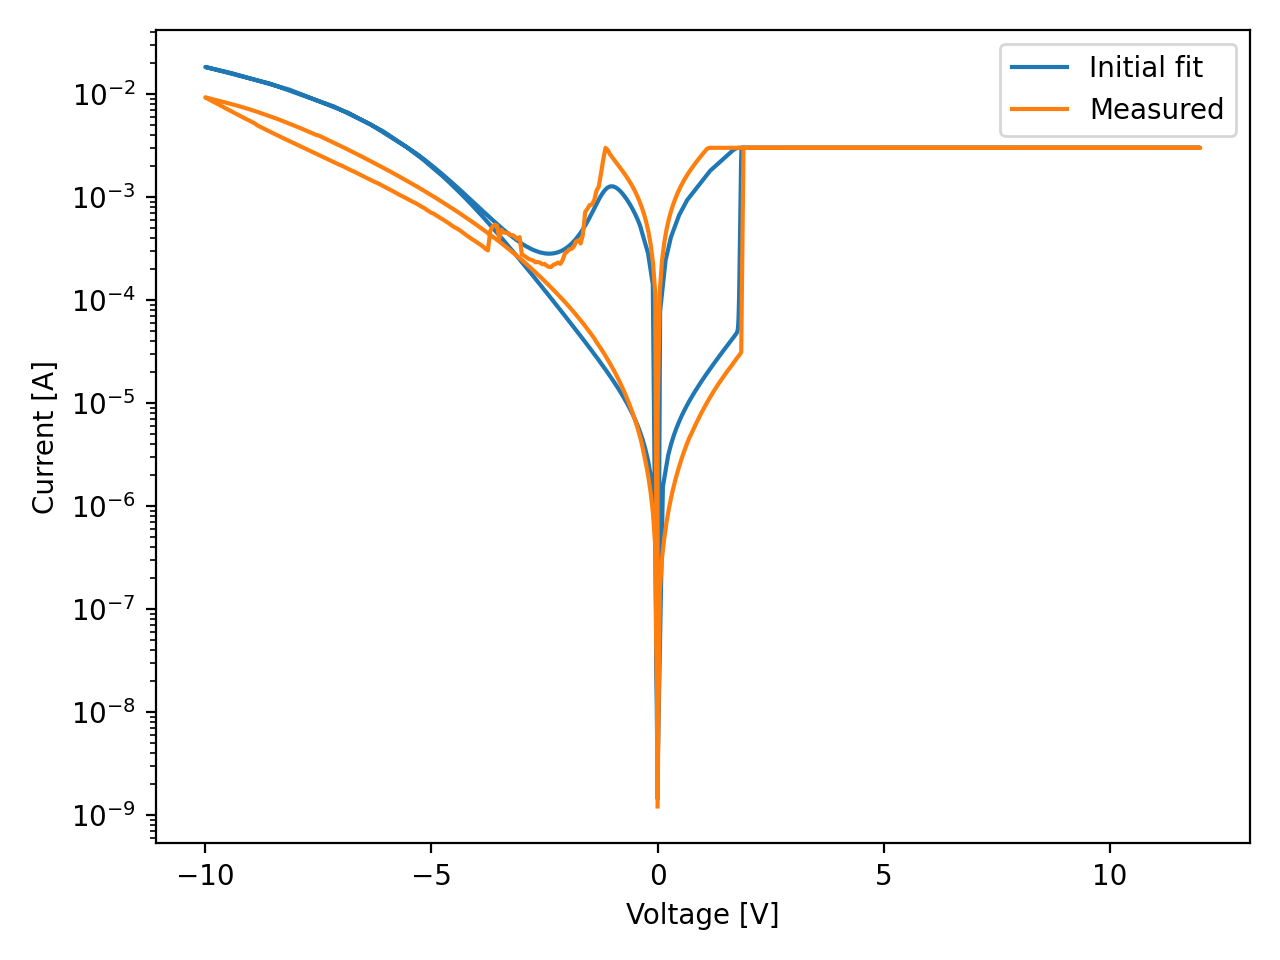 Initial fit
Measured
10⁻²
10⁻³
10⁻⁴
10⁻⁵
10⁻⁶
10⁻⁷
10⁻⁸
10⁻⁹
Current [A]
−10 −5 0 5 10
Voltage [V]